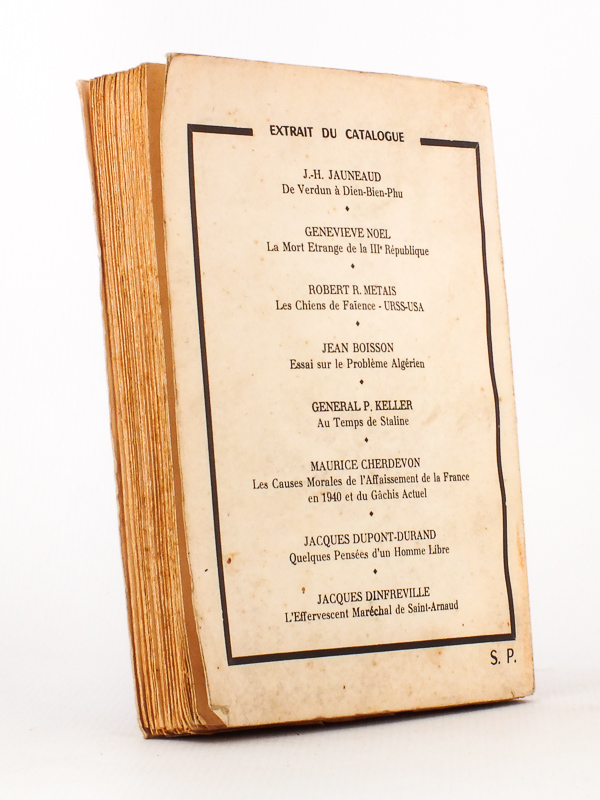 EXTRAIT DU CATALOGUE
J.-H. JAUNEAUD
De Verdun à Dien-Bien-Phu
GENEVIEVE NOEL
La Mort Etrange de la IIIe République
ROBERT R. METAIS
Les Chiens de Faïence - URSS-USA
JEAN BOISSON
Essai sur le Problème Algérien
GENERAL P. KELLER
Au Temps de Staline
MAURICE CHERDEVON
Les Causes Morales de l'Affaissement de la France
en 1940 et du Gâchis Actuel
JACQUES DUPONT-DURAND
Quelques Pensées d'un Homme Libre
JACQUES DINFREVILLE
L'Effervescent Maréchal de Saint-Arnaud
S. P.